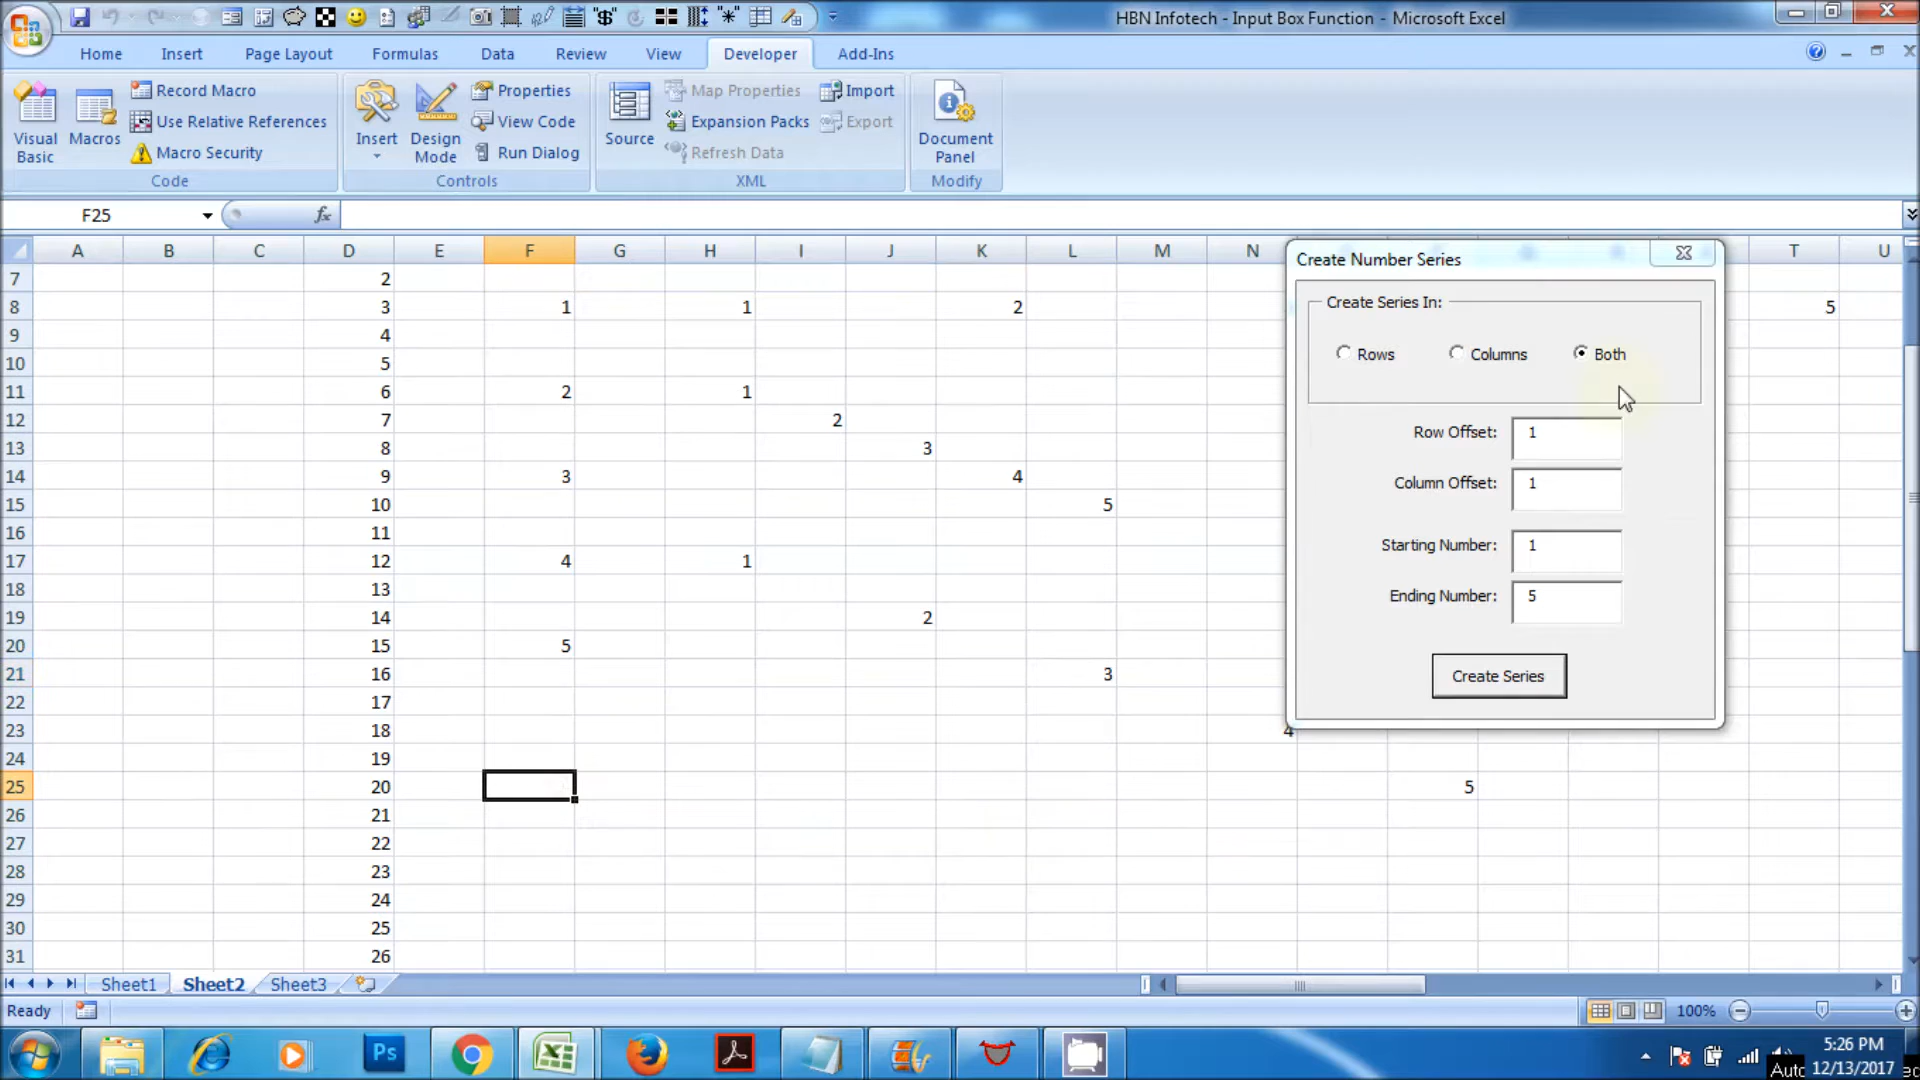 HBN Infotech - Input Box Function - Microsoft Excel
Home Insert Page Layout Formulas Data Review View Developer Add-Ins
Visual Basic
Macros
Record Macro
Use Relative References
Macro Security
Code
Insert
Design Mode
Properties
View Code
Run Dialog
Controls
Source
Map Properties
Expansion Packs
Refresh Data
Import
Export
XML
Document Panel
Modify
F25 fx
A B C D E F G H I J K L M N T U
7 2
8 3 1 1 2 5
9 4
10 5
11 6 2 1
12 7 2
13 8 3
14 9 3 4
15 10 5
16 11
17 12 4 1
18 13
19 14 2
20 15 5
21 16 3
22 17
23 18 4
24 19
25 20 5
26 21
27 22
28 23
29 24
30 25
31 26
Create Number Series
Create Series In:
Rows Columns Both
Row Offset: 1
Column Offset: 1
Starting Number: 1
Ending Number: 5
Create Series
Sheet1 Sheet2 Sheet3
Ready 100%
Ps
5:26 PM
12/13/2017